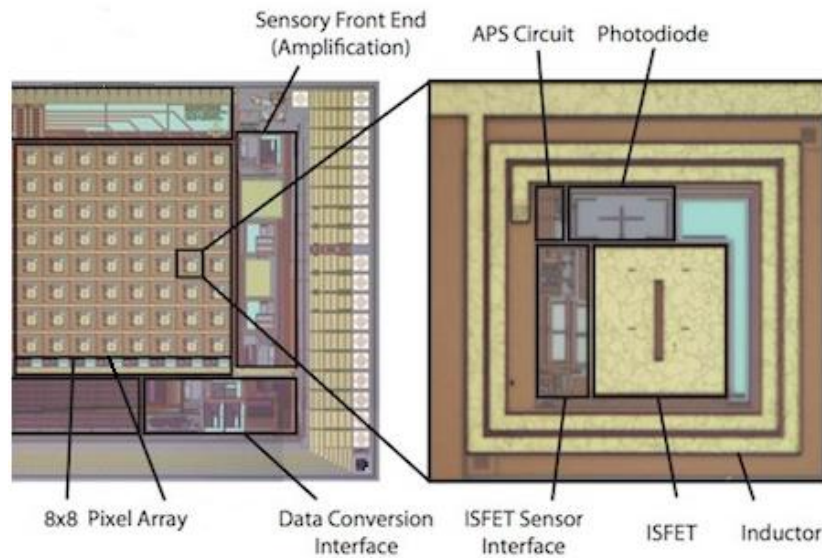 Sensory Front End
(Amplification)
APS Circuit
Photodiode
8x8 Pixel Array
Data Conversion
Interface
ISFET Sensor
Interface
ISFET
Inductor